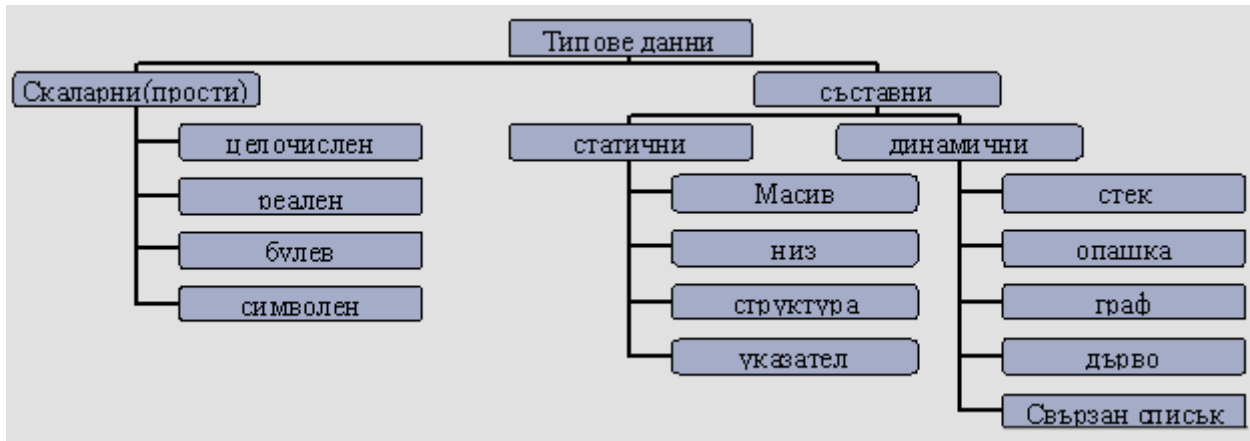 Типове данни
Скаларни(прости)
съставни
целочислен
реален
булев
символен
статични
динамични
Масив
низ
структура
указател
стек
опашка
граф
дърво
Свързан списък